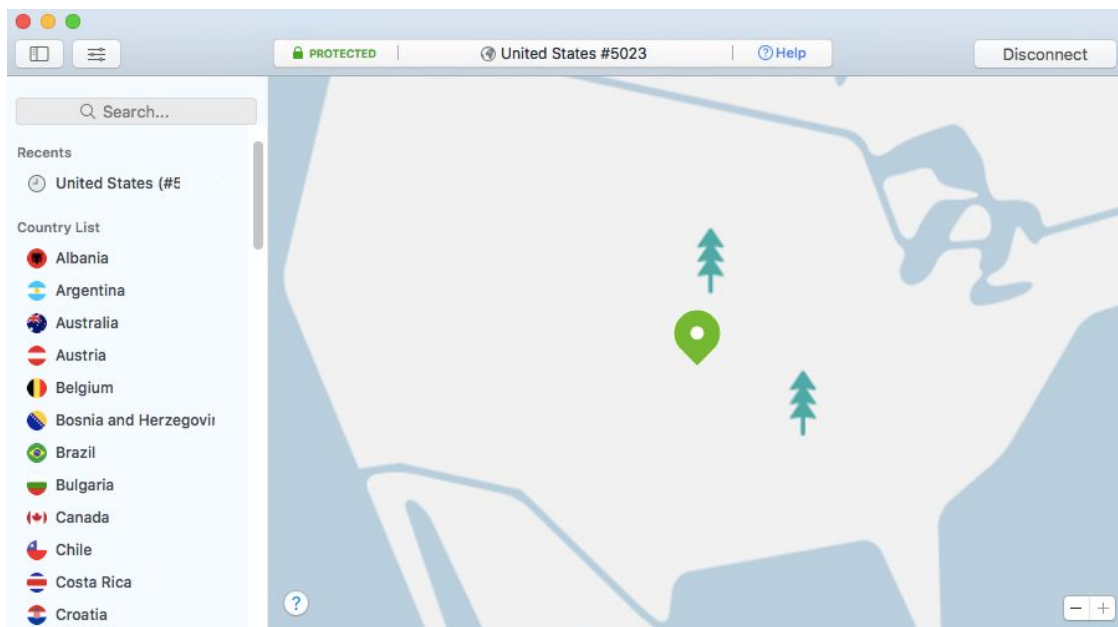 PROTECTED United States #5023 ?Help Disconnect
Search...
Recents
United States (#5
Country List
Albania
Argentina
Australia
Austria
Belgium
Bosnia and Herzegovi
Brazil
Bulgaria
Canada
Chile
Costa Rica
Croatia
?